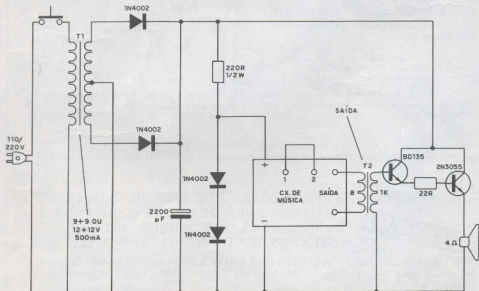 1N4002
T1
110/
220V
9+9 OU
12+12V
500mA
1N4002
2200
µF
220R
1/2W
1N4002
1N4002
+
1
2
CX. DE
MÚSICA
SAÍDA
-
SAÍDA
T2
8
1K
BD135
22R
2N3055
4Ω